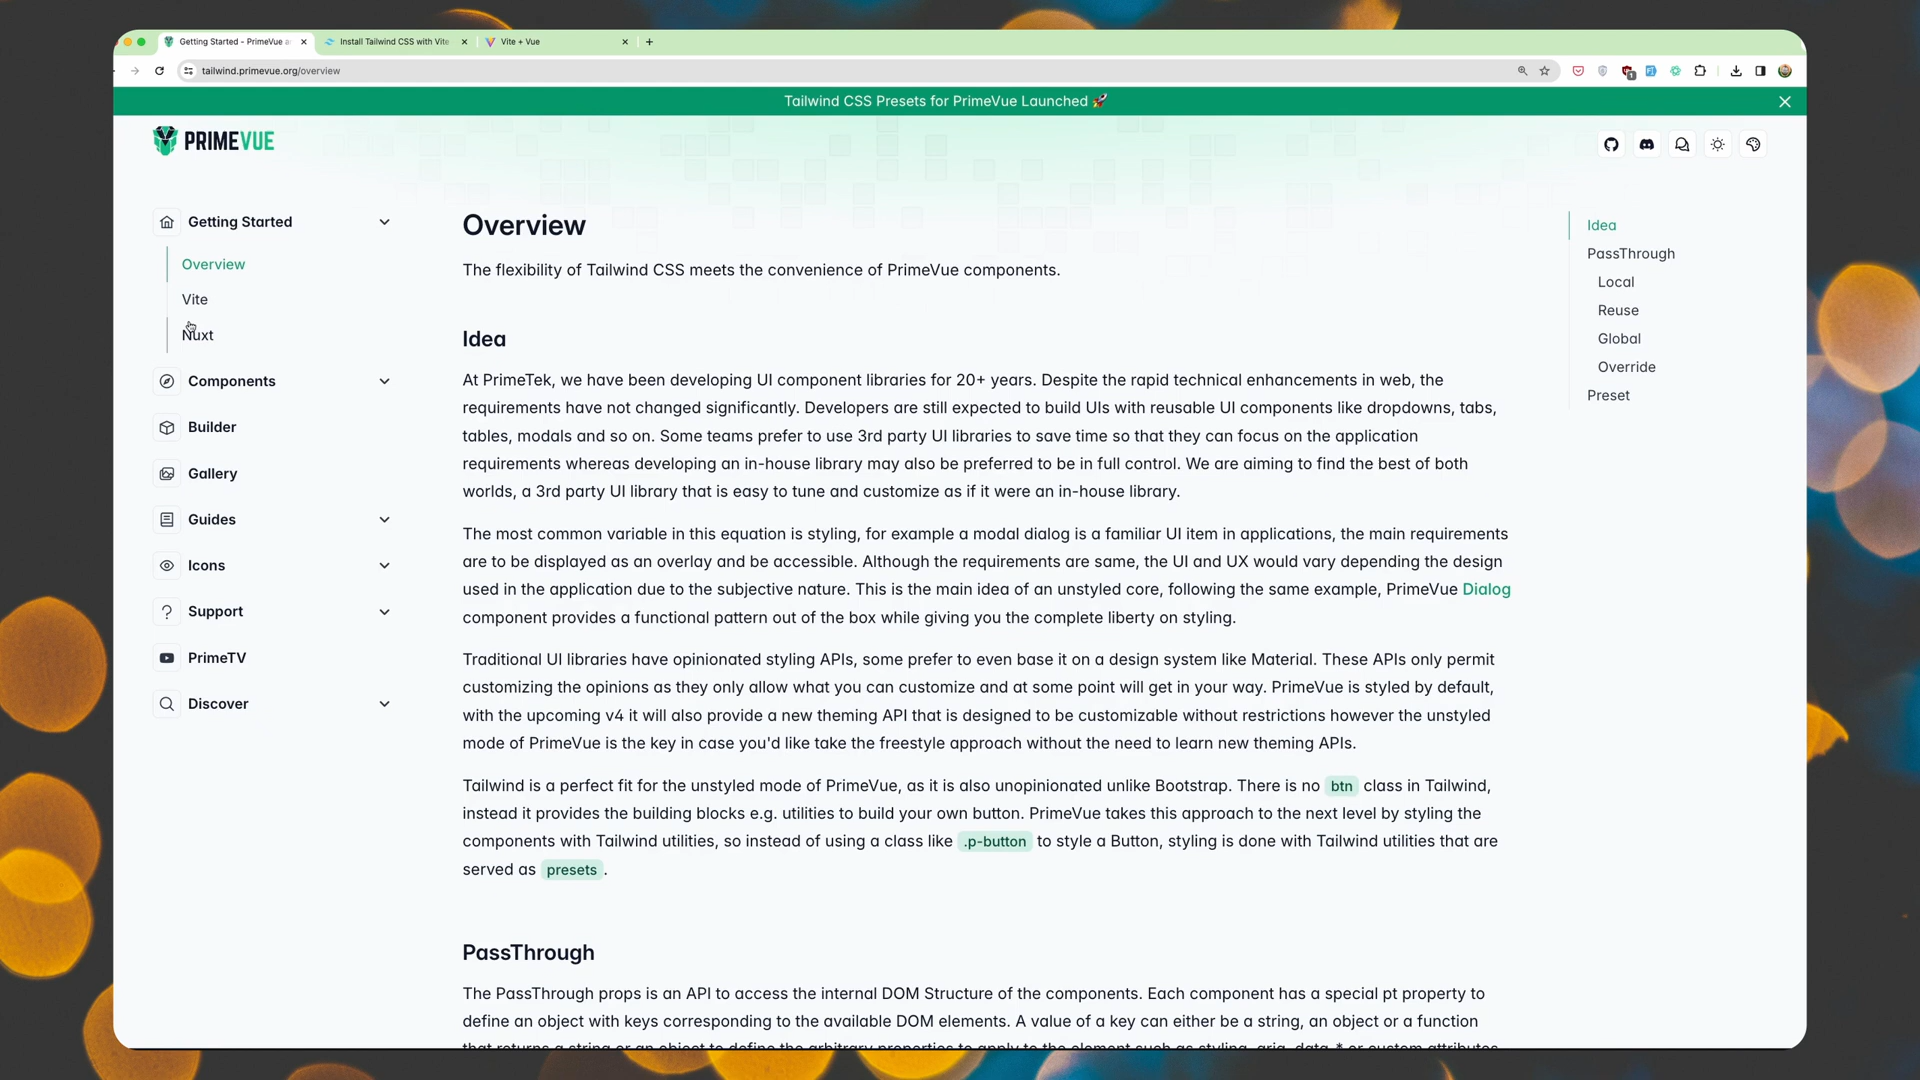 Getting Started - PrimeVue a
Install Tailwind CSS with Vite
Vite + Vue
tailwind.primevue.org/overview
Tailwind CSS Presets for PrimeVue Launched 🚀
PRIMEVUE
Getting Started
Overview
Vite
Nuxt
Components
Builder
Gallery
Guides
Icons
Support
PrimeTV
Discover
Overview
The flexibility of Tailwind CSS meets the convenience of PrimeVue components.
Idea
At PrimeTek, we have been developing UI component libraries for 20+ years. Despite the rapid technical enhancements in web, the
requirements have not changed significantly. Developers are still expected to build UIs with reusable UI components like dropdowns, tabs,
tables, modals and so on. Some teams prefer to use 3rd party UI libraries to save time so that they can focus on the application
requirements whereas developing an in-house library may also be preferred to be in full control. We are aiming to find the best of both
worlds, a 3rd party UI library that is easy to tune and customize as if it were an in-house library.
The most common variable in this equation is styling, for example a modal dialog is a familiar UI item in applications, the main requirements
are to be displayed as an overlay and be accessible. Although the requirements are same, the UI and UX would vary depending the design
used in the application due to the subjective nature. This is the main idea of an unstyled core, following the same example, PrimeVue Dialog
component provides a functional pattern out of the box while giving you the complete liberty on styling.
Traditional UI libraries have opinionated styling APIs, some prefer to even base it on a design system like Material. These APIs only permit
customizing the opinions as they only allow what you can customize and at some point will get in your way. PrimeVue is styled by default,
with the upcoming v4 it will also provide a new theming API that is designed to be customizable without restrictions however the unstyled
mode of PrimeVue is the key in case you'd like take the freestyle approach without the need to learn new theming APIs.
Tailwind is a perfect fit for the unstyled mode of PrimeVue, as it is also unopinionated unlike Bootstrap. There is no btn class in Tailwind,
instead it provides the building blocks e.g. utilities to build your own button. PrimeVue takes this approach to the next level by styling the
components with Tailwind utilities, so instead of using a class like .p-button to style a Button, styling is done with Tailwind utilities that are
served as presets .
PassThrough
The PassThrough props is an API to access the internal DOM Structure of the components. Each component has a special pt property to
define an object with keys corresponding to the available DOM elements. A value of a key can either be a string, an object or a function
that returns a string or an object to define the arbitrary properties to apply to the element such as styling, aria, data-* or custom attributes.
Idea
PassThrough
Local
Reuse
Global
Override
Preset